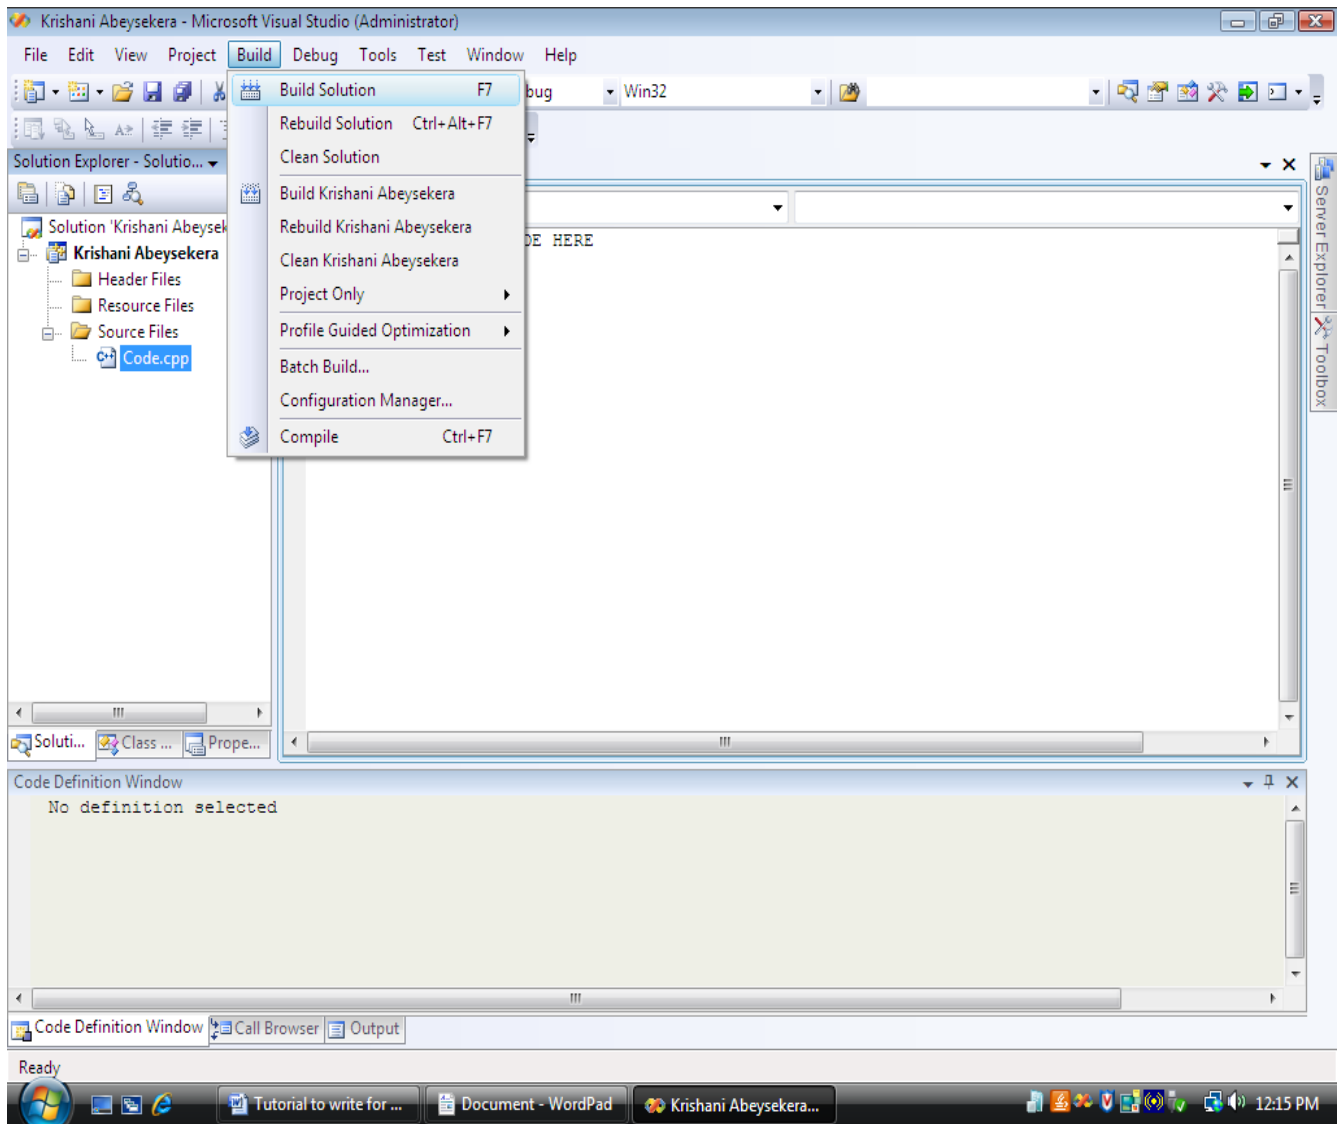 Krishani Abeysekera - Microsoft Visual Studio (Administrator)
File Edit View Project Build Debug Tools Test Window Help
Build Solution F7
bug Win32
Rebuild Solution Ctrl+Alt+F7
Clean Solution
Solution Explorer - Solutio...
Build Krishani Abeysekera
Rebuild Krishani Abeysekera
Clean Krishani Abeysekera
Project Only
Profile Guided Optimization
Batch Build...
Configuration Manager...
Compile Ctrl+F7
Solution 'Krishani Abeysek
Krishani Abeysekera
Header Files
Resource Files
Source Files
Code.cpp
DE HERE
Server Explorer
Toolbox
Soluti... Class ... Prope...
Code Definition Window
No definition selected
Code Definition Window Call Browser Output
Ready
Tutorial to write for ... Document - WordPad Krishani Abeysekera... 12:15 PM